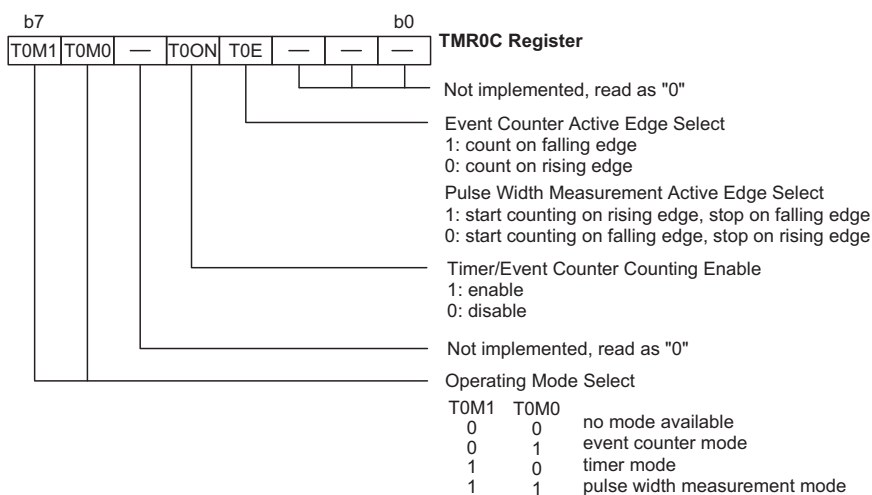 b7 b0
T0M1 T0M0 — T0ON T0E — — — TMR0C Register
Not implemented, read as "0"
Event Counter Active Edge Select
1: count on falling edge
0: count on rising edge
Pulse Width Measurement Active Edge Select
1: start counting on rising edge, stop on falling edge
0: start counting on falling edge, stop on rising edge
Timer/Event Counter Counting Enable
1: enable
0: disable
Not implemented, read as "0"
Operating Mode Select
T0M1 T0M0
0 0 no mode available
0 1 event counter mode
1 0 timer mode
1 1 pulse width measurement mode